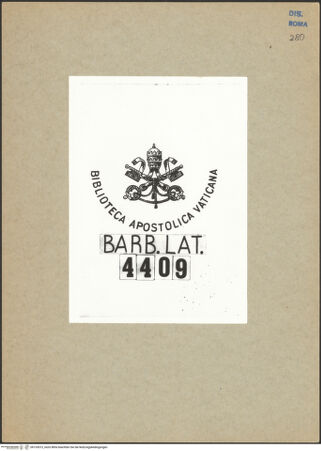 DIS.
ROMA
280
BIBLIOTECA APOSTOLICA VATICANA
BARB. LAT.
4409